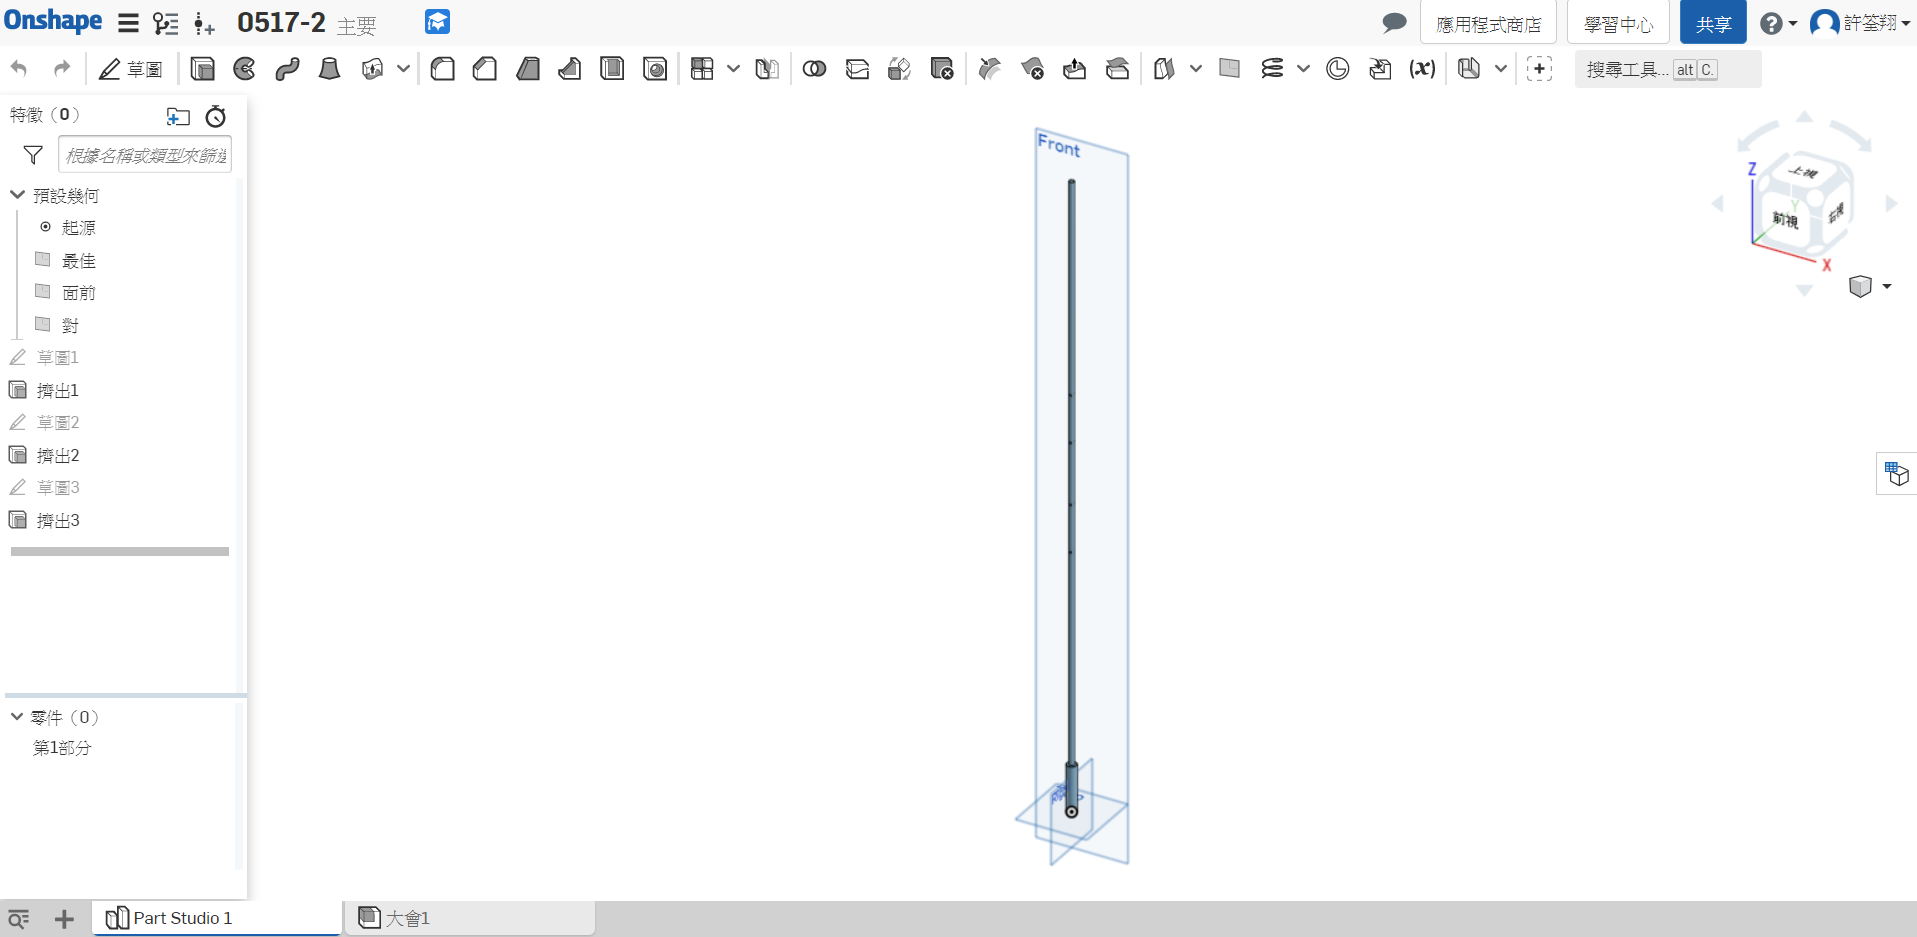 Onshape 0517-2 主要 應用程式商店 學習中心 共享 許筌翔
草圖 (x) 搜尋工具... alt C.
特徵（0）
根據名稱或類型來篩選
預設幾何
起源
最佳
面前
對
草圖1
擠出1
草圖2
擠出2
草圖3
擠出3
零件（0）
第1部分
Front
Z
上視
Y
前視
右視
X
Part Studio 1 大會1